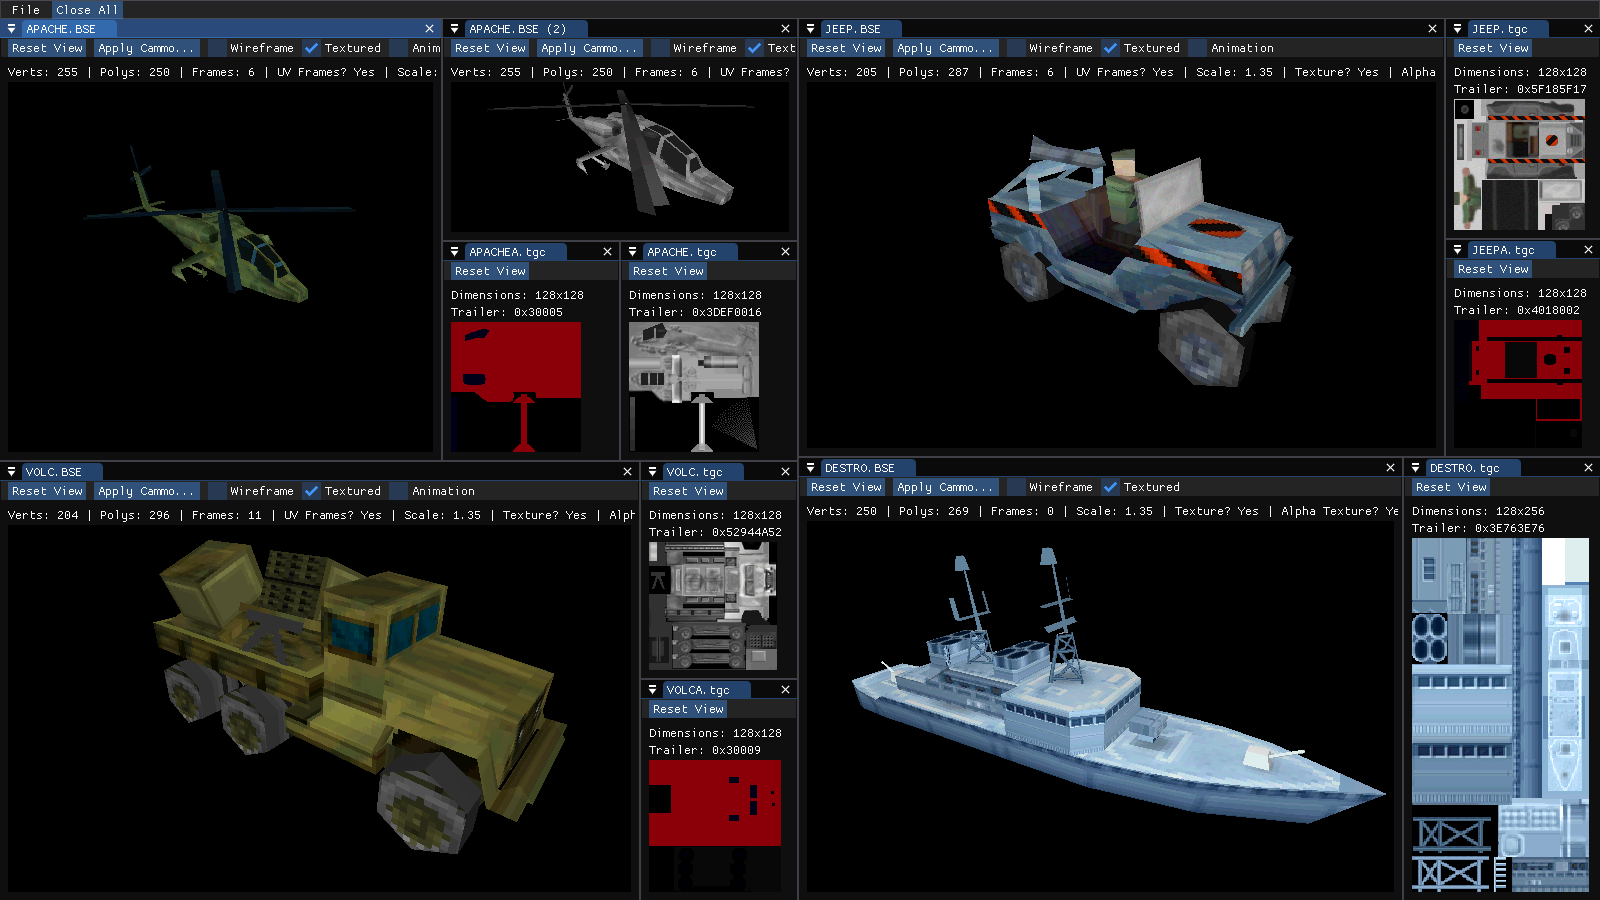 File Close All
APACHE.BSE
Reset View Apply Cammo... Wireframe Textured Anim
Verts: 255 | Polys: 250 | Frames: 6 | UV Frames? Yes | Scale:
APACHE.BSE (2)
Reset View Apply Cammo... Wireframe Text
Verts: 255 | Polys: 250 | Frames: 6 | UV Frames?
APACHEA.tgc
Reset View
Dimensions: 128x128
Trailer: 0x30005
APACHE.tgc
Reset View
Dimensions: 128x128
Trailer: 0x3DEF0016
JEEP.BSE
Reset View Apply Cammo... Wireframe Textured Animation
Verts: 205 | Polys: 287 | Frames: 6 | UV Frames? Yes | Scale: 1.35 | Texture? Yes | Alpha
JEEP.tgc
Reset View
Dimensions: 128x128
Trailer: 0x5F185F17
JEEPA.tgc
Reset View
Dimensions: 128x128
Trailer: 0x4018002
VOLC.BSE
Reset View Apply Cammo... Wireframe Textured Animation
Verts: 204 | Polys: 296 | Frames: 11 | UV Frames? Yes | Scale: 1.35 | Texture? Yes | Alph
VOLC.tgc
Reset View
Dimensions: 128x128
Trailer: 0x52944A52
VOLCA.tgc
Reset View
Dimensions: 128x128
Trailer: 0x30009
DESTRO.BSE
Reset View Apply Cammo... Wireframe Textured
Verts: 250 | Polys: 269 | Frames: 0 | Scale: 1.35 | Texture? Yes | Alpha Texture? Ye
DESTRO.tgc
Reset View
Dimensions: 128x256
Trailer: 0x3E763E76